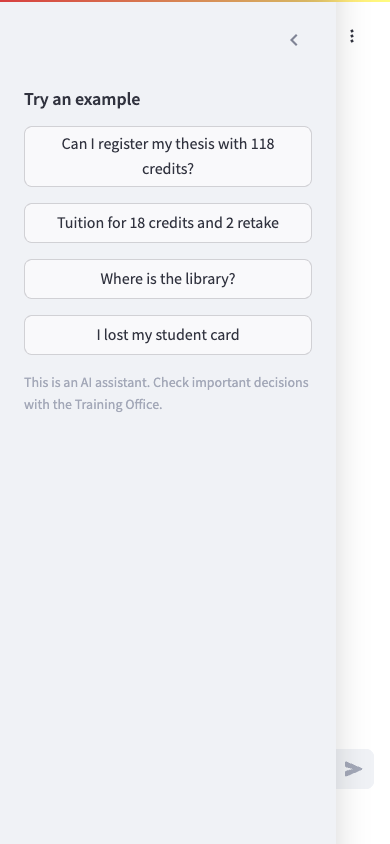 Try an example
Can I register my thesis with 118
credits?
Tuition for 18 credits and 2 retake
Where is the library?
I lost my student card
This is an AI assistant. Check important decisions
with the Training Office.